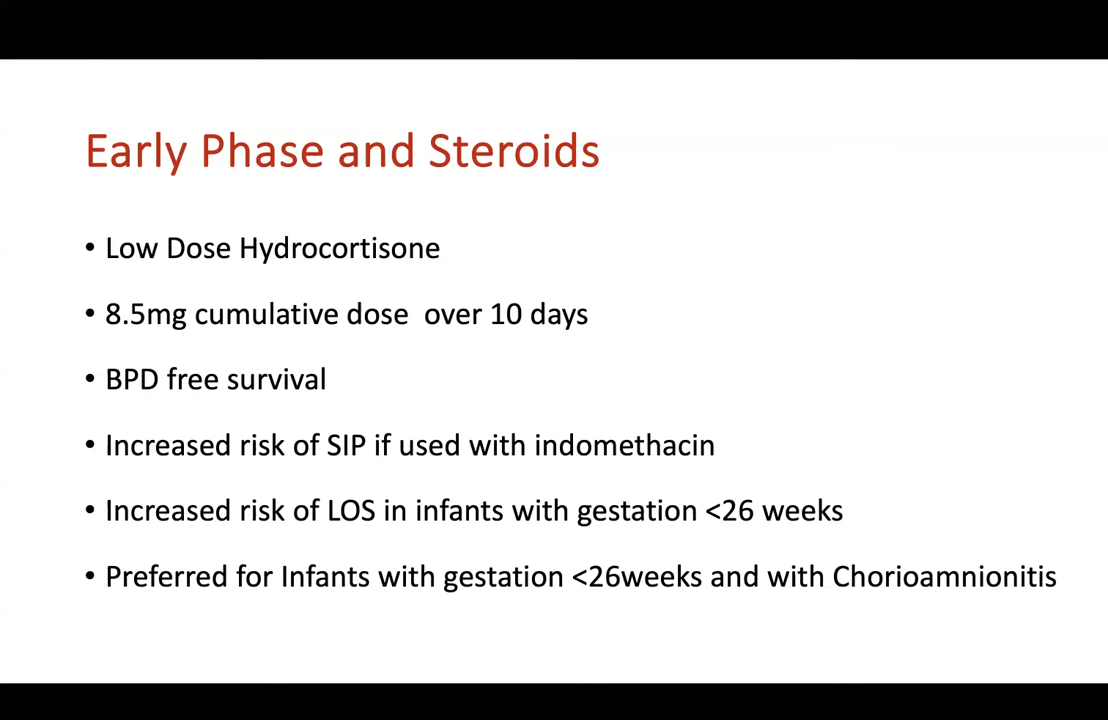 Early Phase and Steroids
• Low Dose Hydrocortisone
• 8.5mg cumulative dose  over 10 days
• BPD free survival
• Increased risk of SIP if used with indomethacin
• Increased risk of LOS in infants with gestation <26 weeks
• Preferred for Infants with gestation <26weeks and with Chorioamnionitis